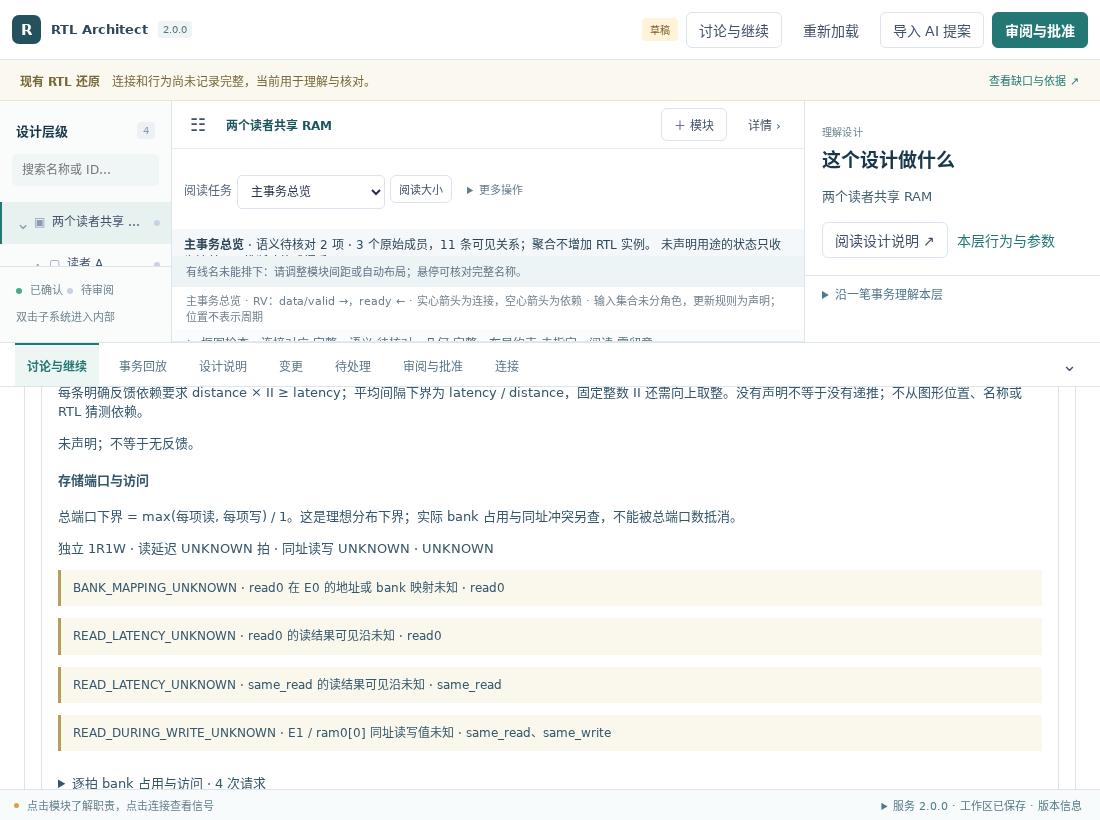 R RTL Architect 2.0.0 草稿 讨论与继续 重新加载 导入 AI 提案 审阅与批准
现有 RTL 还原 连接和行为尚未记录完整，当前用于理解与核对。 查看缺口与依据 ↗
设计层级 4
搜索名称或 ID...
⌄ ▣ 两个读者共享 ...
读者 A
已确认 待审阅
双击子系统进入内部
☷ 两个读者共享 RAM ＋ 模块 详情 ›
阅读任务 主事务总览 阅读大小 ▶ 更多操作
主事务总览 · 语义待核对 2 项 · 3 个原始成员，11 条可见关系；聚合不增加 RTL 实例。 未声明用途的状态只收
有线名未能排下：请调整模块间距或自动布局；悬停可核对完整名称。
主事务总览 · RV：data/valid →，ready ← · 实心箭头为连接，空心箭头为依赖 · 输入集合未分角色，更新规则为声明；
位置不表示周期
理解设计
这个设计做什么
两个读者共享 RAM
阅读设计说明 ↗ 本层行为与参数
▶ 沿一笔事务理解本层
讨论与继续 事务回放 设计说明 变更 待处理 审阅与批准 连接 ⌄
每条明确反馈依赖要求 distance × II ≥ latency；平均间隔下界为 latency / distance，固定整数 II 还需向上取整。没有声明不等于没有递推；不从图形位置、名称或
RTL 猜测依赖。
未声明；不等于无反馈。
存储端口与访问
总端口下界 = max(每项读, 每项写) / 1。这是理想分布下界；实际 bank 占用与同址冲突另查，不能被总端口数抵消。
独立 1R1W · 读延迟 UNKNOWN 拍 · 同址读写 UNKNOWN · UNKNOWN
BANK_MAPPING_UNKNOWN · read0 在 E0 的地址或 bank 映射未知 · read0
READ_LATENCY_UNKNOWN · read0 的读结果可见沿未知 · read0
READ_LATENCY_UNKNOWN · same_read 的读结果可见沿未知 · same_read
READ_DURING_WRITE_UNKNOWN · E1 / ram0[0] 同址读写值未知 · same_read、same_write
▶ 逐拍 bank 占用与访问 · 4 次请求
点击模块了解职责，点击连接查看信号 ▶ 服务 2.0.0 · 工作区已保存 · 版本信息